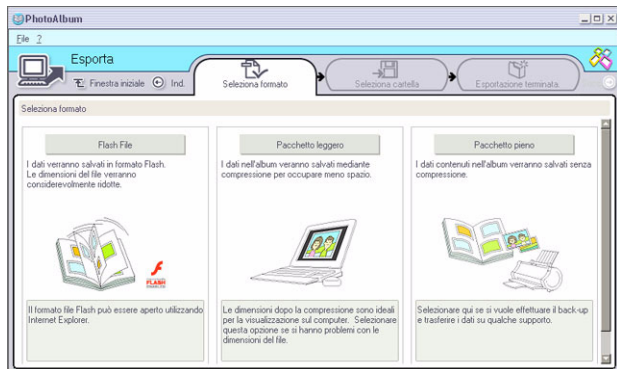 PhotoAlbum
File ?
Esporta
Finestra iniziale Ind.
Seleziona formato
Seleziona cartella
Esportazione terminata
Seleziona formato
Flash File
I dati verranno salvati in formato Flash.
Le dimensioni del file verranno
considerevolmente ridotte.
FLASH
Il formato file Flash può essere aperto utilizzando
Internet Explorer.
Pacchetto leggero
I dati nell'album veranno salvati mediante
compressione per occupare meno spazio.
Le dimensioni dopo la compressione sono ideali
per la visualizzazione sul computer. Selezionare
questa opzione se si hanno problemi con le
dimensioni del file.
Pacchetto pieno
I dati contenuti nell'album verranno salvati senza
compressione.
Selezionare qui se si vuole effettuare il back-up
e trasferire i dati su qualche supporto.